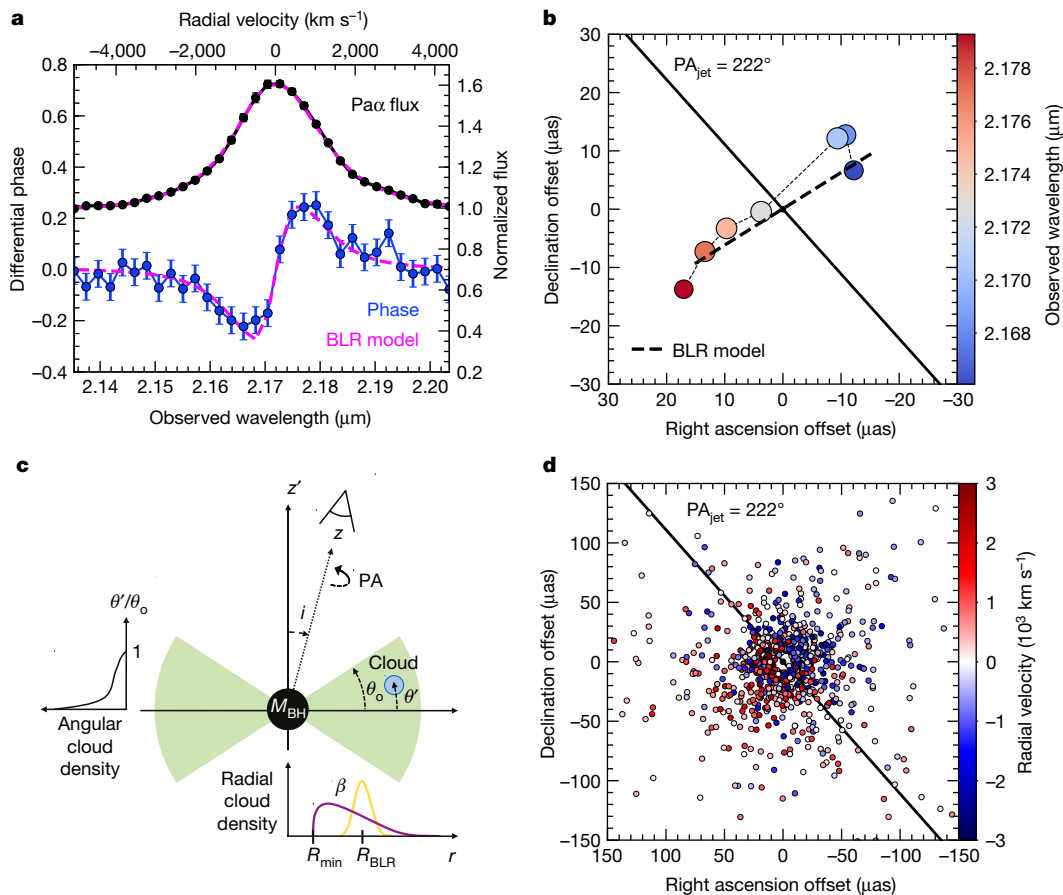 a
Radial velocity (km s⁻¹)
−4,000 −2,000 0 2,000 4,000
0.8
0.6
0.4
0.2
0.0
−0.2
−0.4
Differential phase
1.6
1.4
1.2
1.0
0.8
0.6
0.4
0.2
Normalized flux
Paα flux
Phase
BLR model
2.14 2.15 2.16 2.17 2.18 2.19 2.20
Observed wavelength (μm)
b
30
20
10
0
−10
−20
−30
Declination offset (μas)
PA_jet = 222°
BLR model
30 20 10 0 −10 −20 −30
Right ascension offset (μas)
2.178
2.176
2.174
2.172
2.170
2.168
Observed wavelength (μm)
c
z′
z
PA
i
θ′/θ_o
1
Cloud
θ_o
θ′
M_BH
Angular
cloud
density
Radial
cloud
density
β
R_min
R_BLR
r
d
150
100
50
0
−50
−100
−150
Declination offset (μas)
PA_jet = 222°
150 100 50 0 −50 −100 −150
Right ascension offset (μas)
3
2
1
0
−1
−2
−3
Radial velocity (10³ km s⁻¹)